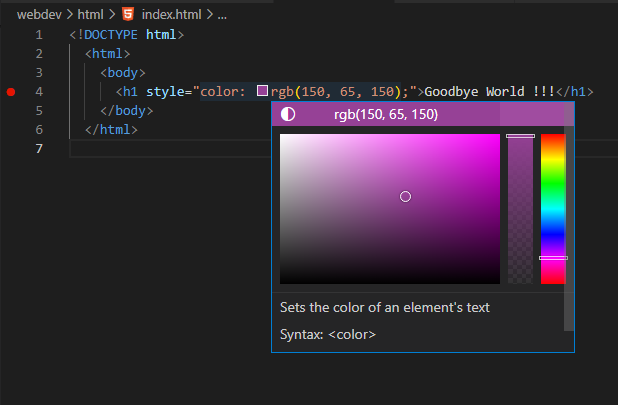 webdev > html > index.html > ...
1 <!DOCTYPE html>
2 <html>
3 <body>
4 <h1 style="color: rgb(150, 65, 150);">Goodbye World !!!</h1>
5 </body>
6 </html>
7
rgb(150, 65, 150)
Sets the color of an element's text
Syntax: <color>